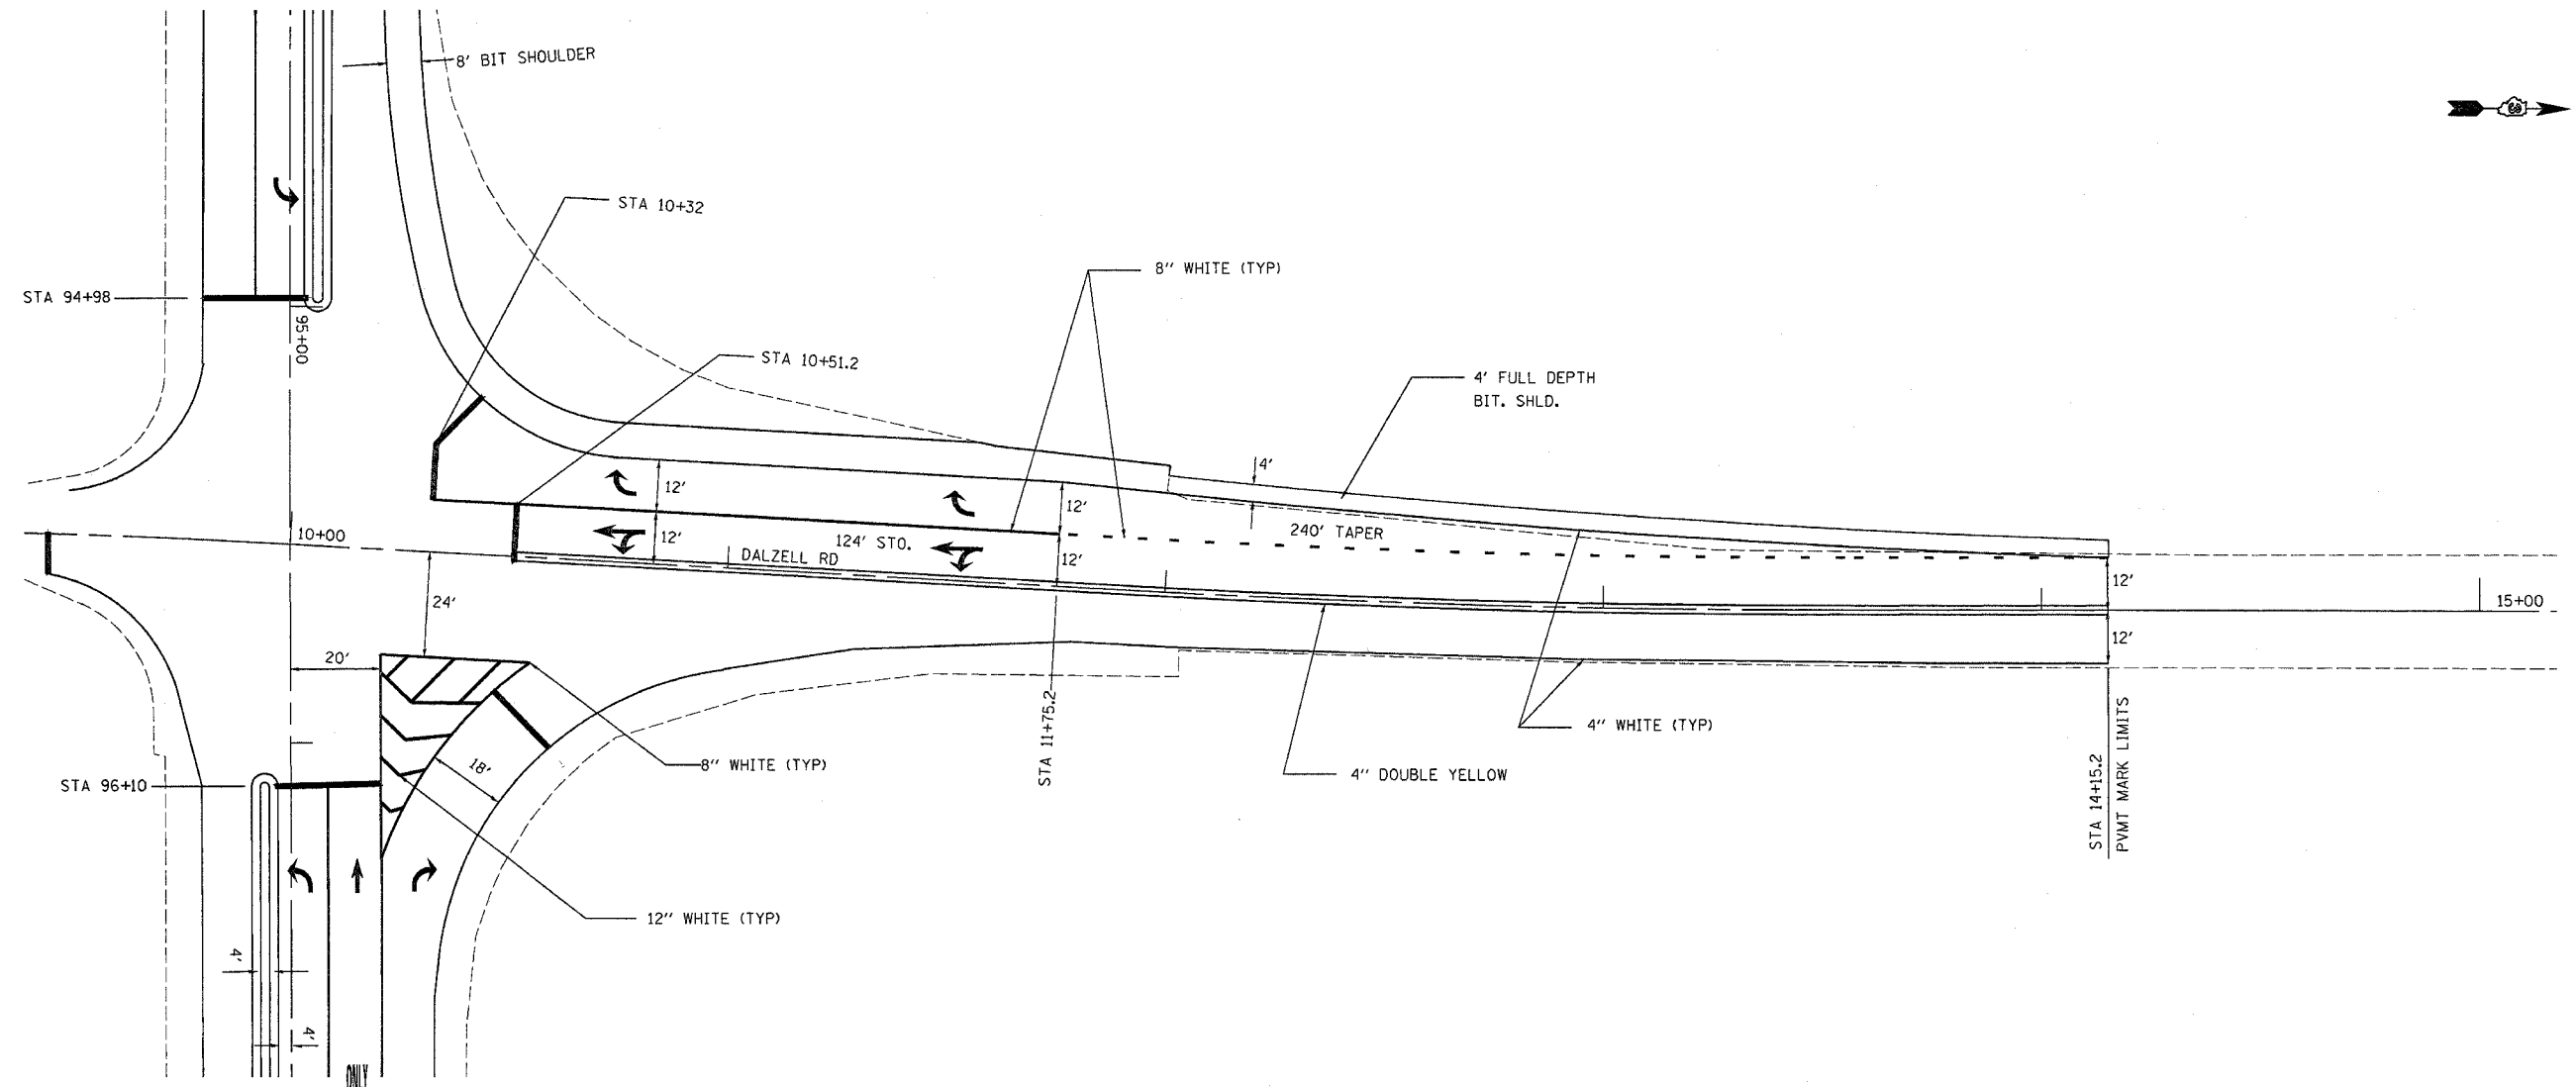 8' BIT SHOULDER
STA 10+32
STA 94+98
95+00
8'' WHITE (TYP)
STA 10+51.2
4' FULL DEPTH
BIT. SHLD.
4'
12'
12'
12'
12'
10+00
124' STO.
DALZELL RD
240' TAPER
24'
12'
12'
15+00
20'
STA 11+75.2
4'' WHITE (TYP)
4'' DOUBLE YELLOW
STA 14+15.2
PVMT MARK LIMITS
8'' WHITE (TYP)
18'
STA 96+10
12'' WHITE (TYP)
4'
4'
ONLY